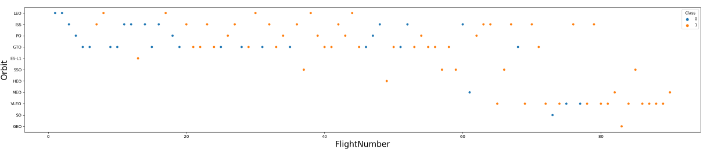 LEO
Class
0
1
ISS
PO
GTO
ES-L1
SSO
HEO
MEO
VLEO
SO
GEO
Orbit
0
20
40
60
80
FlightNumber